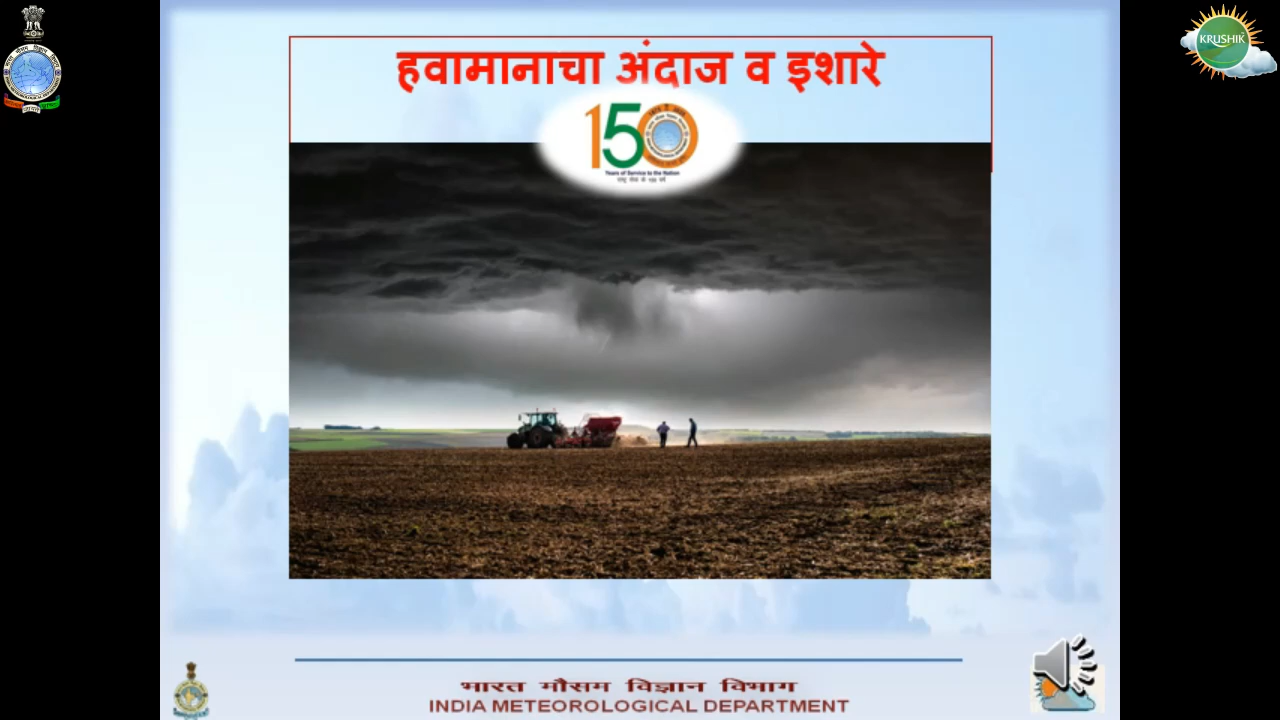 KRUSHIK
हवामानाचा अंदाज व इशारे
150
Years of Service to the Nation
भारत मौसम विज्ञान विभाग
INDIA METEOROLOGICAL DEPARTMENT